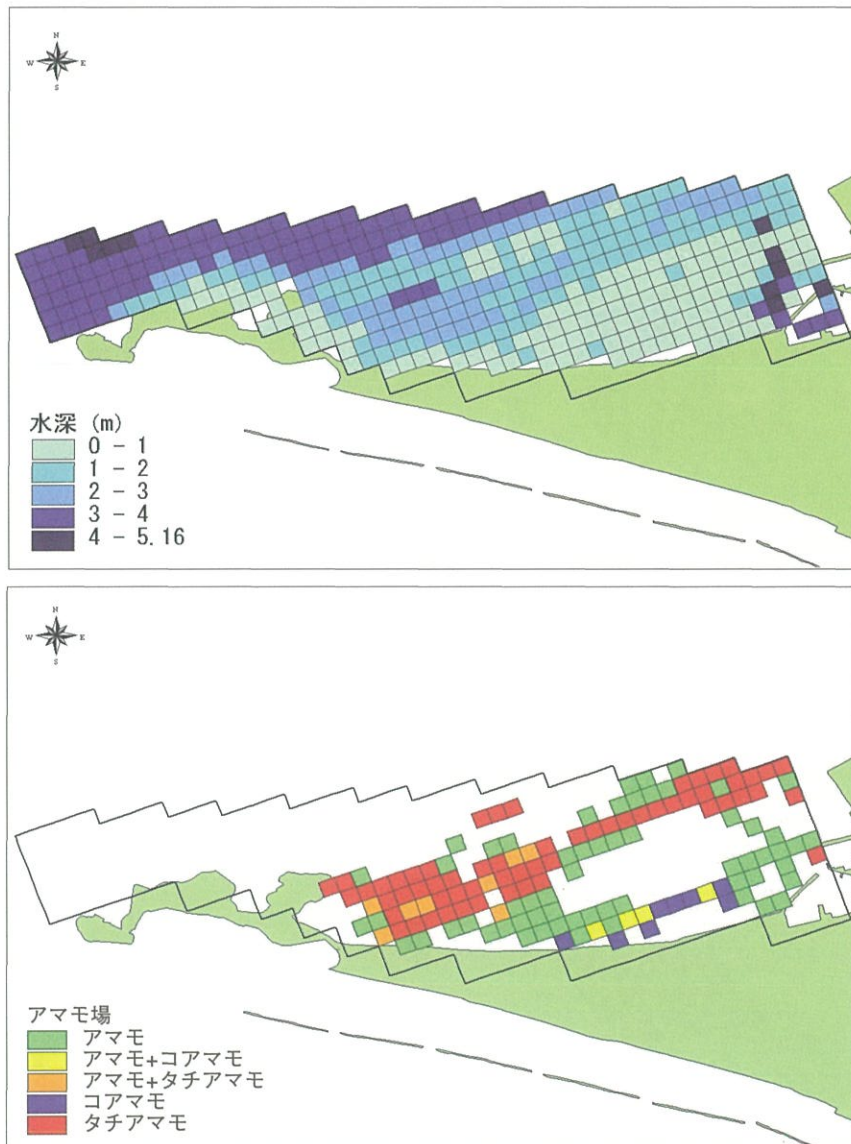 N
W E
S
水深 (m)
0 - 1
1 - 2
2 - 3
3 - 4
4 - 5.16
N
W E
S
アマモ場
アマモ
アマモ+コアマモ
アマモ+タチアマモ
コアマモ
タチアマモ